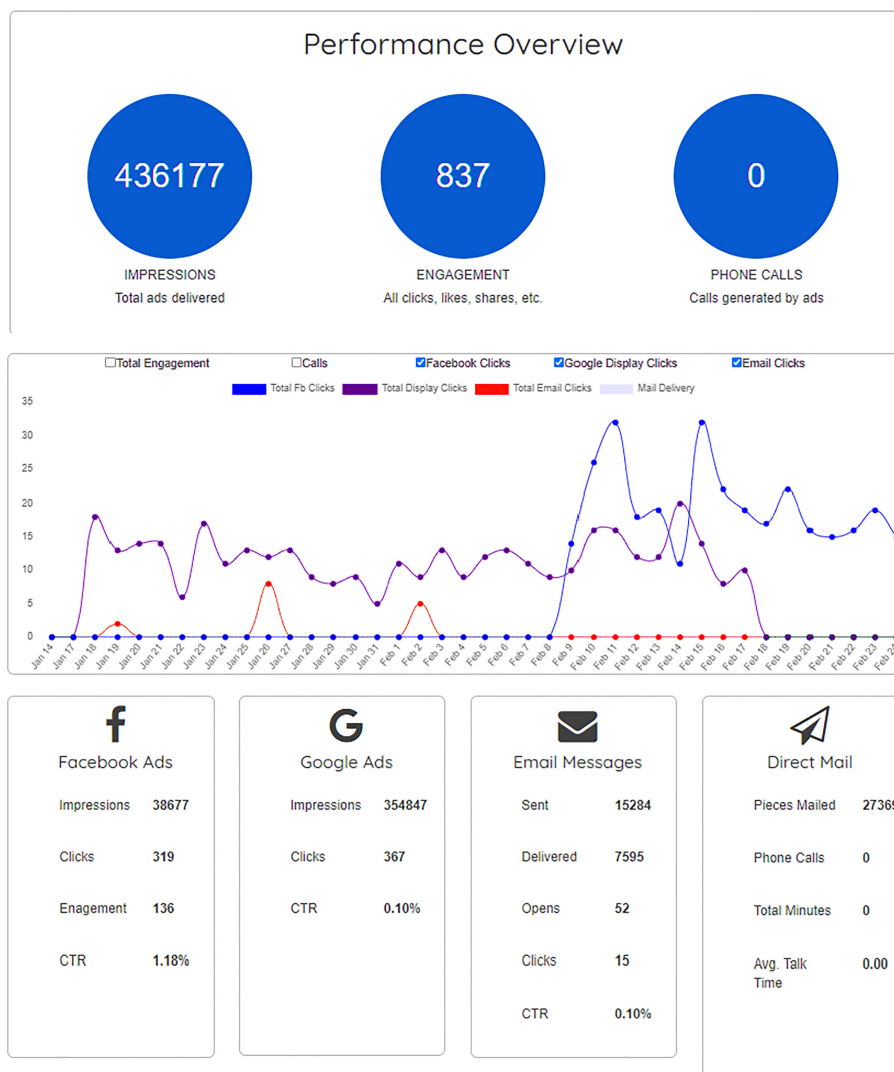 Performance Overview
436177
837
0
IMPRESSIONS
ENGAGEMENT
PHONE CALLS
Total ads delivered
All clicks, likes, shares, etc.
Calls generated by ads
Total Engagement
Calls
Facebook Clicks
Google Display Clicks
Email Clicks
Total Fb Clicks
Total Display Clicks
Total Email Clicks
Mail Delivery
35
30
25
20
15
10
5
0
Jan 14
Jan 17
Jan 18
Jan 19
Jan 20
Jan 21
Jan 22
Jan 23
Jan 24
Jan 25
Jan 26
Jan 27
Jan 28
Jan 29
Jan 30
Jan 31
Feb 1
Feb 2
Feb 3
Feb 4
Feb 5
Feb 6
Feb 7
Feb 8
Feb 9
Feb 10
Feb 11
Feb 12
Feb 13
Feb 14
Feb 15
Feb 16
Feb 17
Feb 18
Feb 19
Feb 20
Feb 21
Feb 22
Feb 23
Feb 24
Facebook Ads
Impressions 38677
Clicks 319
Enagement 136
CTR 1.18%
Google Ads
Impressions 354847
Clicks 367
CTR 0.10%
Email Messages
Sent 15284
Delivered 7595
Opens 52
Clicks 15
CTR 0.10%
Direct Mail
Pieces Mailed 27369
Phone Calls 0
Total Minutes 0
Avg. Talk 0.00
Time